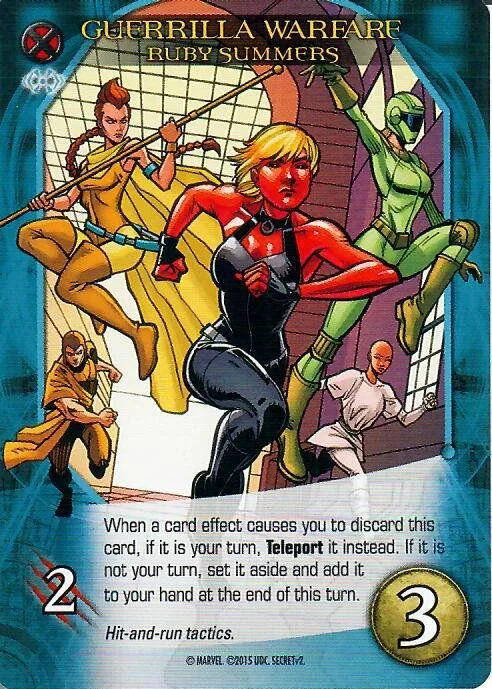 GUERRILLA WARFARE
RUBY SUMMERS
When a card effect causes you to discard this
card, if it is your turn, Teleport it instead. If it is
not your turn, set it aside and add it
to your hand at the end of this turn.
2
3
Hit-and-run tactics.
© MARVEL. ©2015 UDC. SECRETv2.